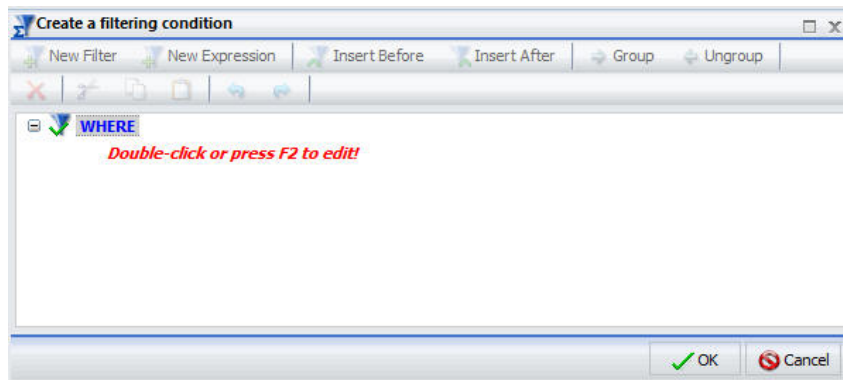 Create a filtering condition
New Filter New Expression Insert Before Insert After Group Ungroup
WHERE
Double-click or press F2 to edit!
OK Cancel